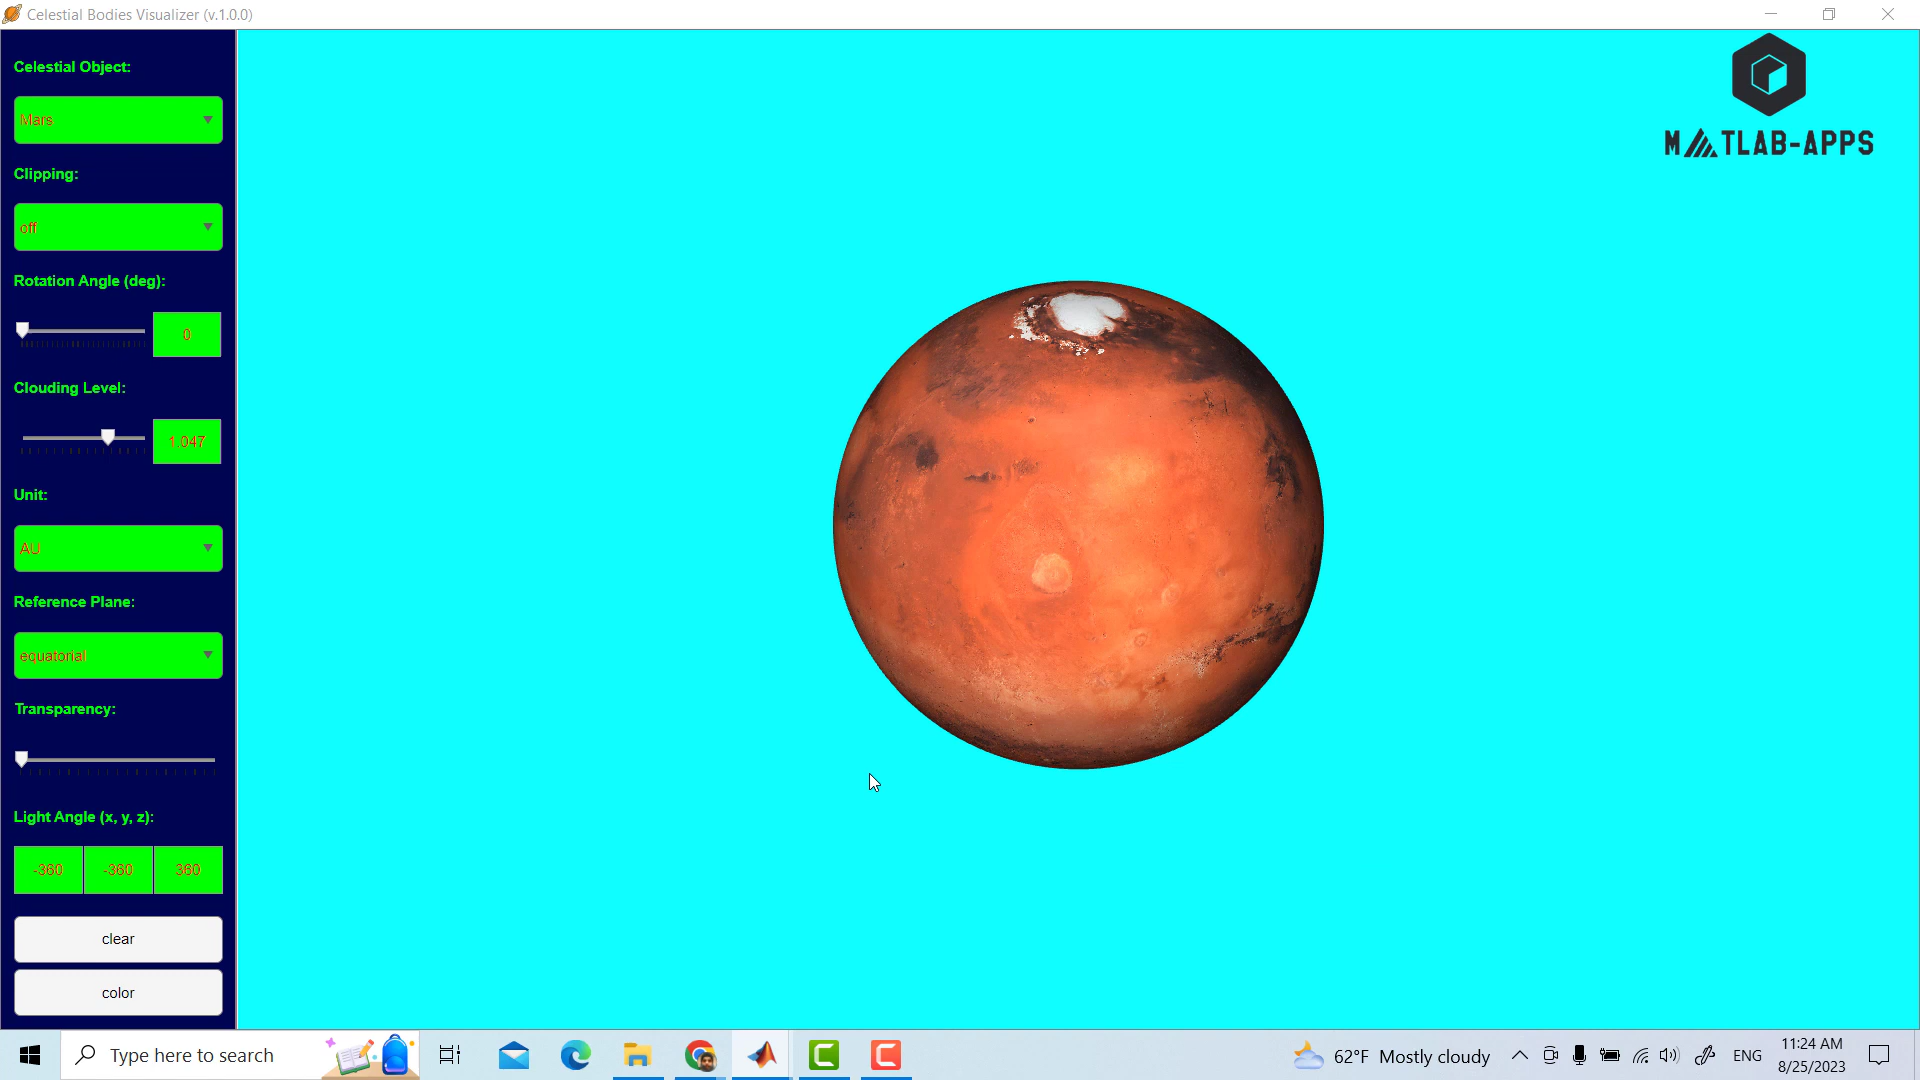 Celestial Bodies Visualizer (v.1.0.0)
Celestial Object:
Mars
Clipping:
off
Rotation Angle (deg):
0
Clouding Level:
1.047
Unit:
AU
Reference Plane:
equatorial
Transparency:
Light Angle (x, y, z):
-360 -360 360
clear
color
MATLAB-APPS
Type here to search
62°F Mostly cloudy
ENG
11:24 AM
8/25/2023